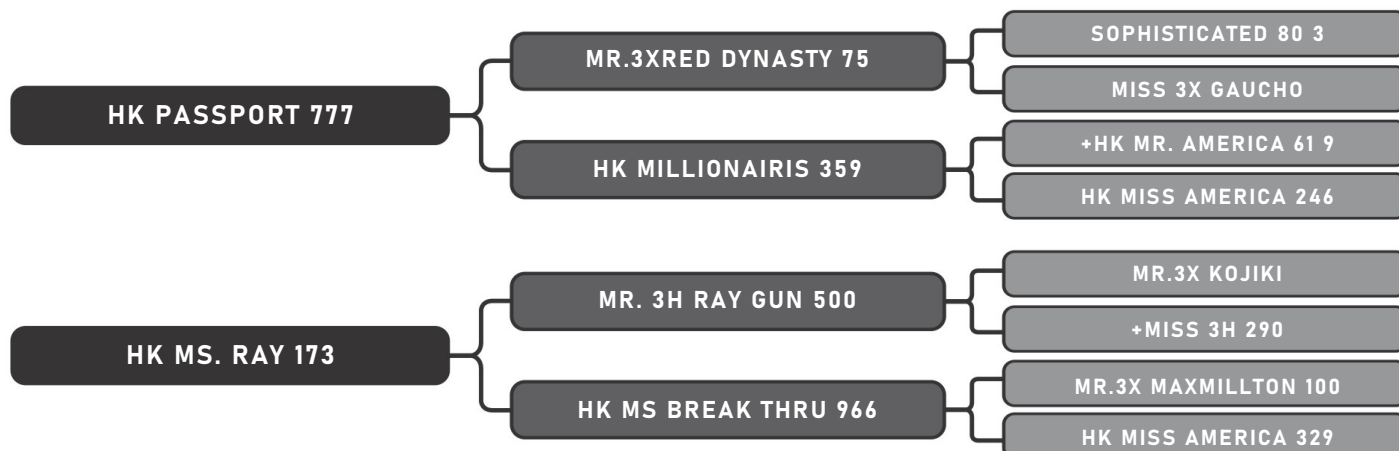 HK PASSPORT 777
MR.3XRED DYNASTY 75
SOPHISTICATED 80 3
MISS 3X GAUCHO
HK MILLIONAIRIS 359
+HK MR. AMERICA 61 9
HK MISS AMERICA 246
HK MS. RAY 173
MR. 3H RAY GUN 500
MR.3X KOJIKI
+MISS 3H 290
HK MS BREAK THRU 966
MR.3X MAXMILLTON 100
HK MISS AMERICA 329